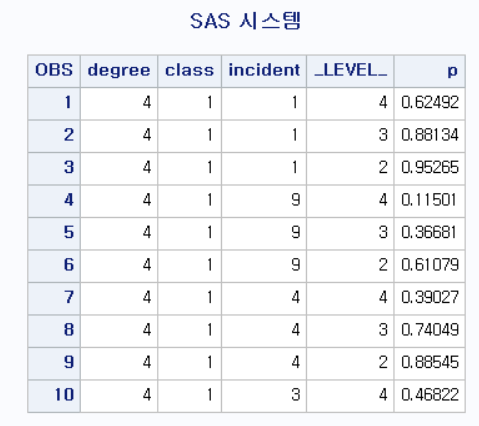 SAS 시스템
OBS degree class incident _LEVEL_ p
1 4 1 1 4 0.62492
2 4 1 1 3 0.88134
3 4 1 1 2 0.95265
4 4 1 9 4 0.11501
5 4 1 9 3 0.36681
6 4 1 9 2 0.61079
7 4 1 4 4 0.39027
8 4 1 4 3 0.74049
9 4 1 4 2 0.88545
10 4 1 3 4 0.46822